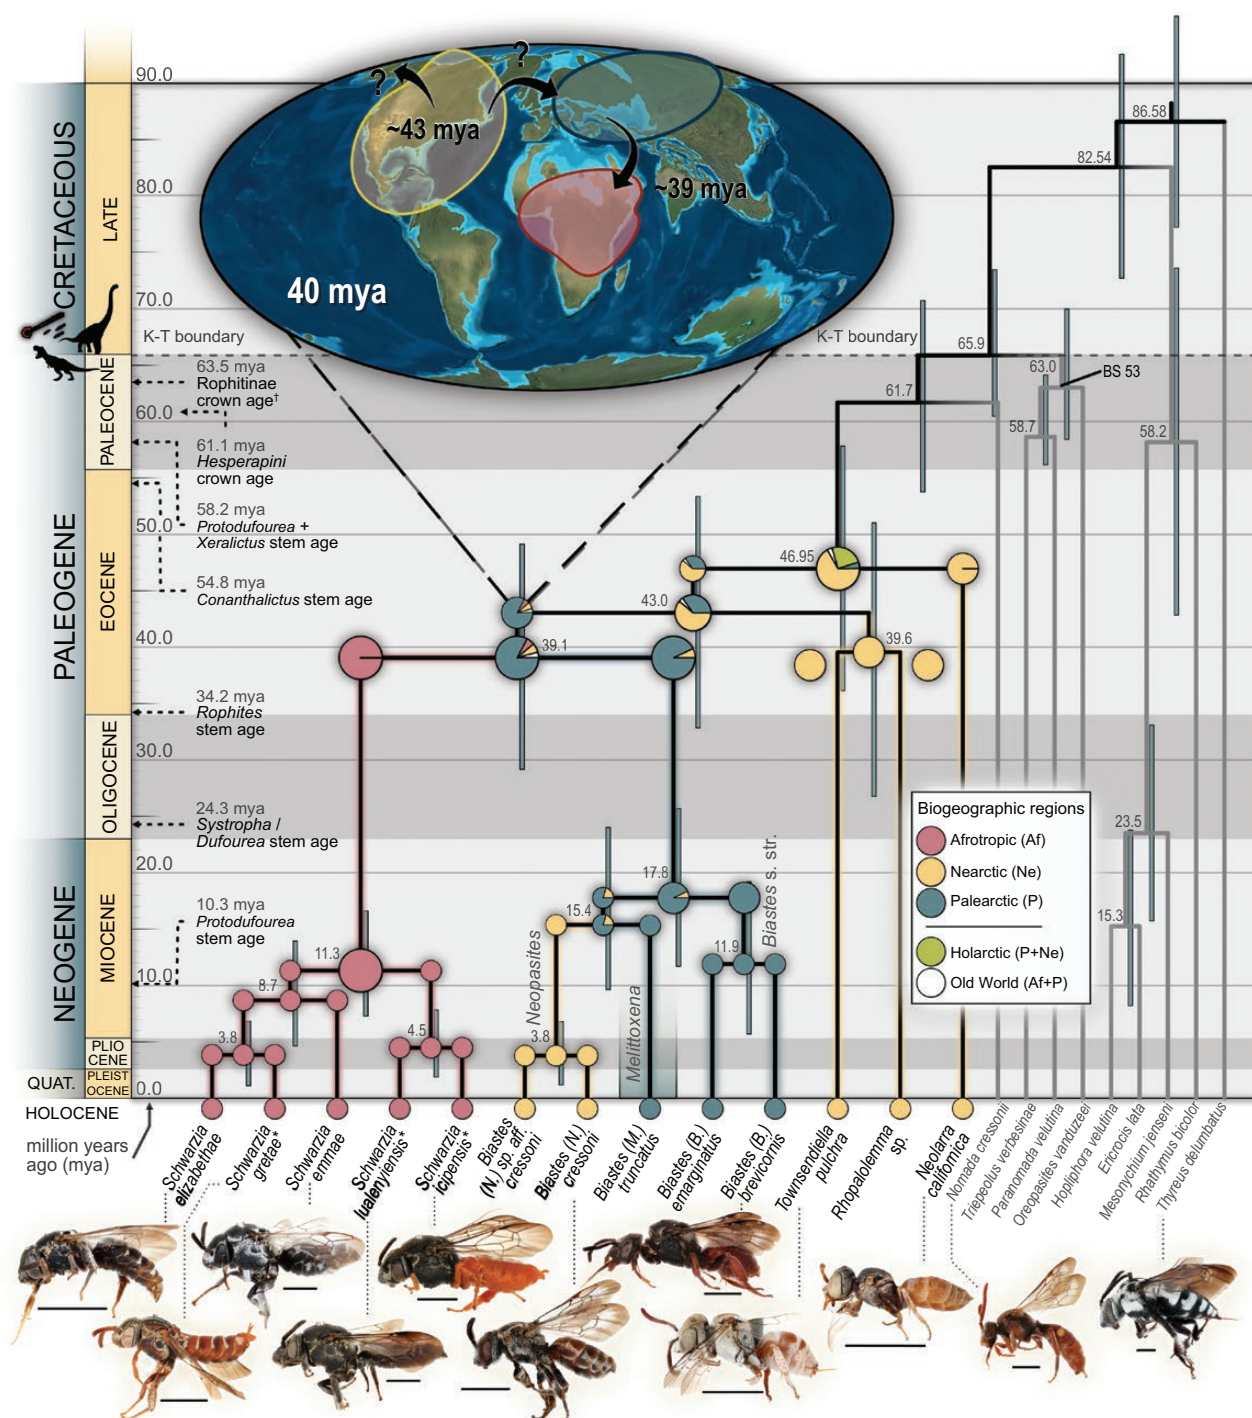 90.0
80.0
70.0
60.0
50.0
40.0
30.0
20.0
10.0
0.0
CRETACEOUS
PALEOGENE
NEOGENE
QUAT.
HOLOCENE
LATE
PALEOCENE
EOCENE
OLIGOCENE
MIOCENE
PLIO
CENE
PLEIST
OCENE
million years
ago (mya)
?
?
~43 mya
~39 mya
40 mya
K-T boundary
K-T boundary
63.5 mya
Rophitinae
crown age†
61.1 mya
Hesperapini
crown age
58.2 mya
Protodufourea +
Xeralictus stem age
54.8 mya
Conanthalictus stem age
34.2 mya
Rophites
stem age
24.3 mya
Systropha /
Dufourea stem age
10.3 mya
Protodufourea
stem age
86.58
82.54
65.9
63.0
BS 53
61.7
58.7
58.2
46.95
43.0
39.1
39.6
23.5
17.8
15.4
15.3
11.9
11.3
8.7
4.5
3.8
3.8
Neopasites
Melittoxena
Biastes s. str.
Biogeographic regions
Afrotropic (Af)
Nearctic (Ne)
Palearctic (P)
Holarctic (P+Ne)
Old World (Af+P)
Schwarzia
elizabethae
Schwarzia
gretae*
Schwarzia
emmae
Schwarzia
lualenyiensis*
Schwarzia
icipensis*
Biastes
(N.) sp. aff.
cressoni
Biastes (N.)
cressoni
Biastes (M.)
truncatus
Biastes (B.)
emarginatus
Biastes (B.)
brevicornis
Townsendiella
pulchra
Rhopalolemma
sp.
Neolarra
californica
Nomada cressonii
Triepeolus verbesinae
Paranomada velutina
Oreopasites vanduzeei
Hopliphora velutina
Ericrocis lata
Mesonychium jenseni
Rhathymus bicolor
Thyreus delumbatus